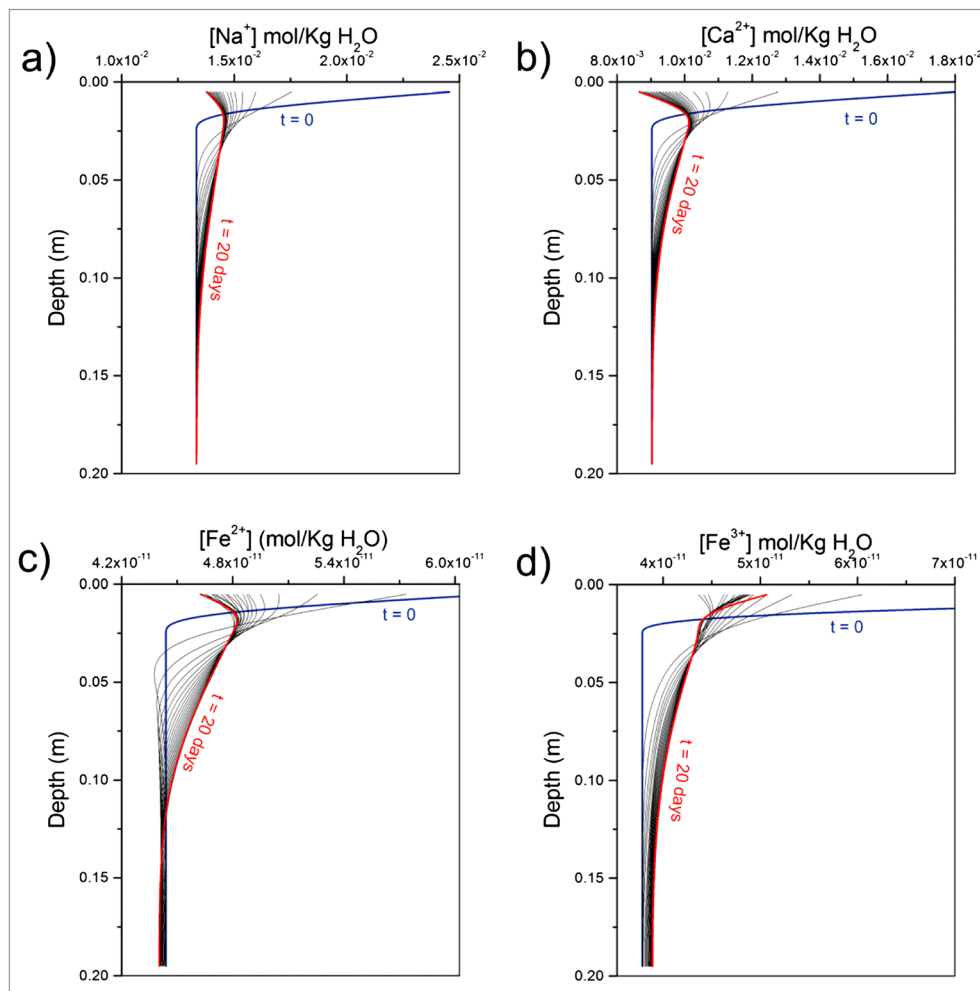 a)
[Na⁺] mol/Kg H₂O
1.0x10⁻² 1.5x10⁻² 2.0x10⁻² 2.5x10⁻²
0.00
0.05
0.10
0.15
0.20
Depth (m)
t = 0
t = 20 days
b)
[Ca²⁺] mol/Kg H₂O
8.0x10⁻³ 1.0x10⁻² 1.2x10⁻² 1.4x10⁻² 1.6x10⁻² 1.8x10⁻²
0.00
0.05
0.10
0.15
0.20
Depth (m)
t = 0
t = 20 days
c)
[Fe²⁺] (mol/Kg H₂O)
4.2x10⁻¹¹ 4.8x10⁻¹¹ 5.4x10⁻¹¹ 6.0x10⁻¹¹
0.00
0.05
0.10
0.15
0.20
Depth (m)
t = 0
t = 20 days
d)
[Fe³⁺] mol/Kg H₂O
4x10⁻¹¹ 5x10⁻¹¹ 6x10⁻¹¹ 7x10⁻¹¹
0.00
0.05
0.10
0.15
0.20
Depth (m)
t = 0
t = 20 days